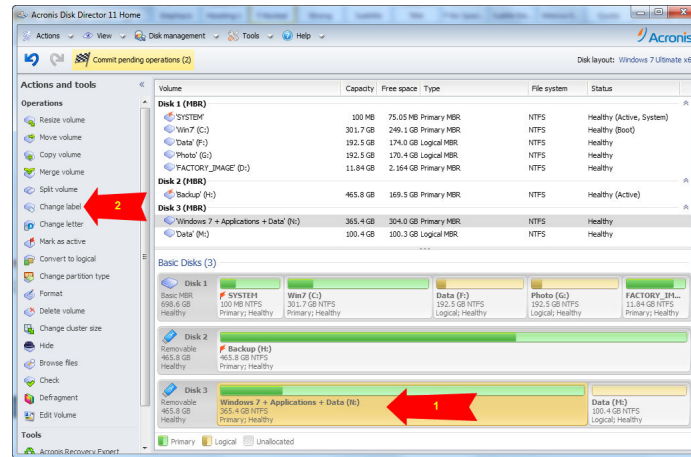 Acronis Disk Director 11 Home
Actions View Disk management Tools Help
Acronis
Commit pending operations (2)
Disk layout: Windows 7 Ultimate x6
Actions and tools «
Operations
Resize volume
Move volume
Copy volume
Merge volume
Split volume
Change label
2
Change letter
Mark as active
Convert to logical
Change partition type
Format
Delete volume
Change cluster size
Hide
Browse files
Check
Defragment
Edit Volume
Tools
Acronis Recovery Expert
Volume Capacity Free space Type File system Status
Disk 1 (MBR)
'SYSTEM' 100 MB 75.05 MB Primary MBR NTFS Healthy (Active, System)
'Win7' (C:) 301.7 GB 249.1 GB Primary MBR NTFS Healthy (Boot)
'Data' (F:) 192.5 GB 174.0 GB Logical MBR NTFS Healthy
'Photo' (G:) 192.5 GB 170.4 GB Logical MBR NTFS Healthy
'FACTORY_IMAGE' (D:) 11.84 GB 2.164 GB Primary MBR NTFS Healthy
Disk 2 (MBR)
'Backup' (H:) 465.8 GB 169.5 GB Primary MBR NTFS Healthy (Active)
Disk 3 (MBR)
'Windows 7 + Applications + Data' (N:) 365.4 GB 304.0 GB Primary MBR NTFS Healthy
'Data' (M:) 100.4 GB 100.3 GB Logical MBR NTFS Healthy
Basic Disks (3)
Disk 1
Basic MBR SYSTEM Win7 (C:) Data (F:) Photo (G:) FACTORY_IM...
698.6 GB 100 MB NTFS 301.7 GB NTFS 192.5 GB NTFS 192.5 GB NTFS 11.84 GB NTFS
Healthy Primary; Healthy Primary; Healthy Logical; Healthy Logical; Healthy Primary; Healthy
Disk 2
Removable Backup (H:)
465.8 GB 465.8 GB NTFS
Healthy Primary; Healthy
Disk 3
Removable Windows 7 + Applications + Data (N:) 1 Data (M:)
465.8 GB 365.4 GB NTFS 100.4 GB NTFS
Healthy Primary; Healthy Logical; Healthy
Primary Logical Unallocated